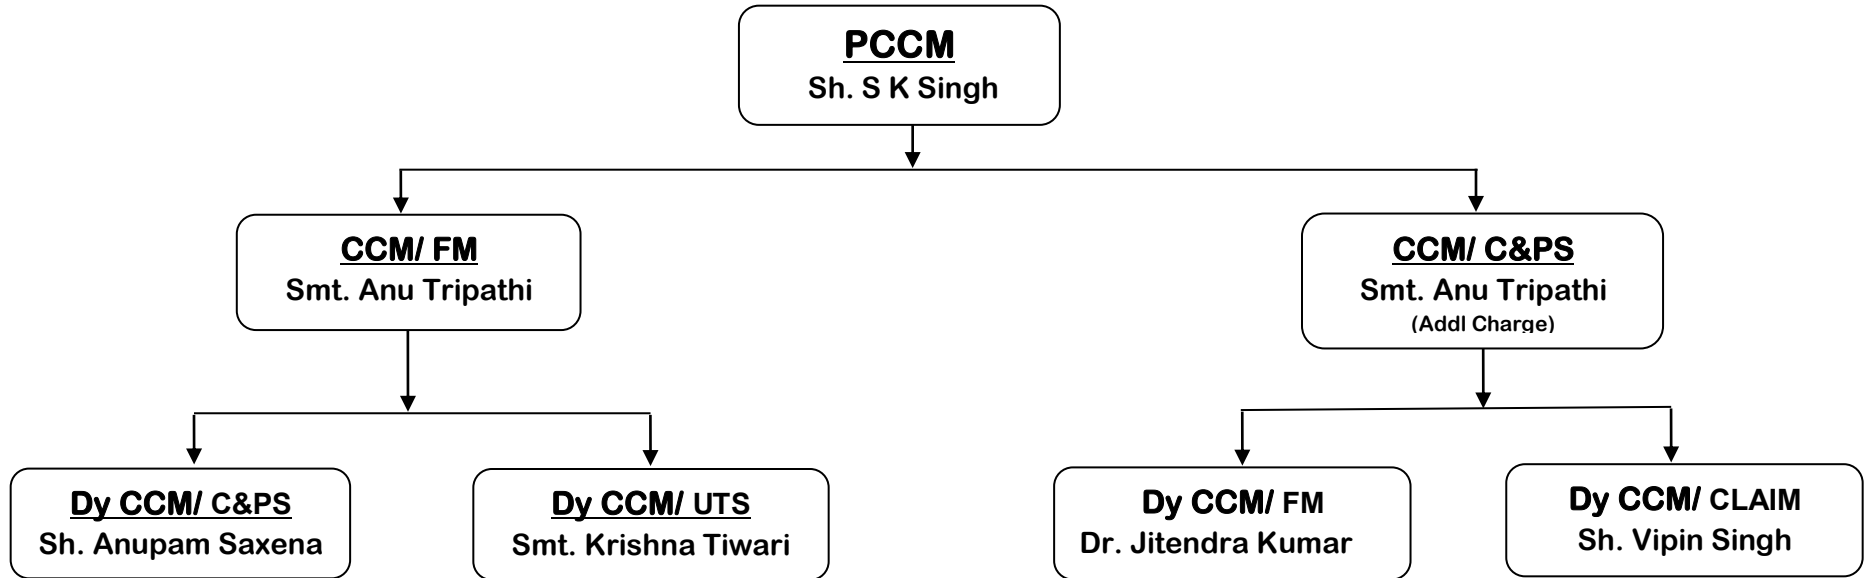 PCCM
Sh. S K Singh
CCM/ FM
Smt. Anu Tripathi
CCM/ C&PS
Smt. Anu Tripathi
(Addl Charge)
Dy CCM/ C&PS
Sh. Anupam Saxena
Dy CCM/ UTS
Smt. Krishna Tiwari
Dy CCM/ FM
Dr. Jitendra Kumar
Dy CCM/ CLAIM
Sh. Vipin Singh